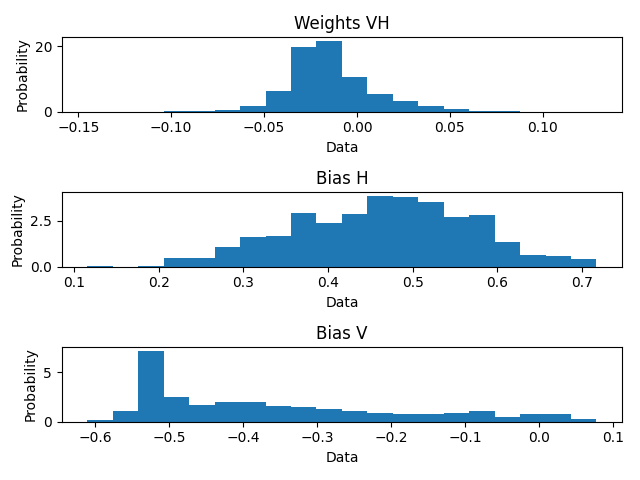 Weights VH
Probability
20
0
−0.15 −0.10 −0.05 0.00 0.05 0.10
Data
Bias H
Probability
2.5
0.0
0.1 0.2 0.3 0.4 0.5 0.6 0.7
Data
Bias V
Probability
5
0
−0.6 −0.5 −0.4 −0.3 −0.2 −0.1 0.0 0.1
Data